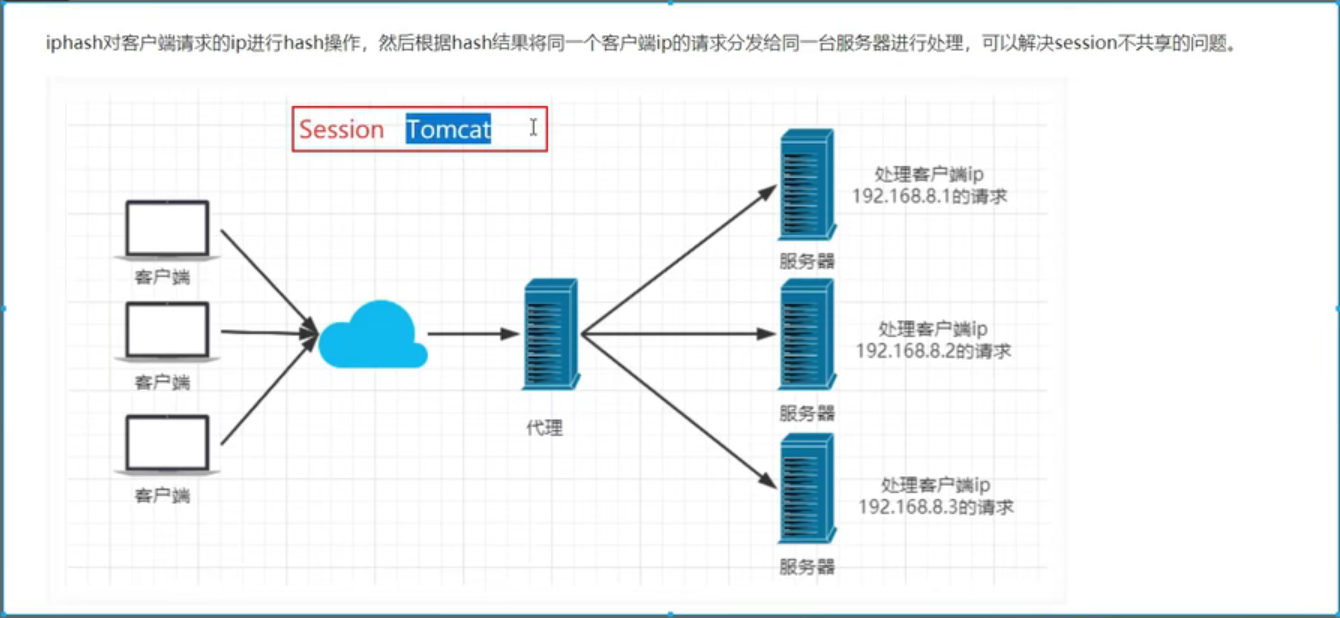 iphash对客户端请求的ip进行hash操作，然后根据hash结果将同一个客户端ip的请求分发给同一台服务器进行处理，可以解决session不共享的问题。
Session Tomcat
处理客户端ip
192.168.8.1的请求
客户端
服务器
处理客户端ip
192.168.8.2的请求
客户端
服务器
代理
处理客户端ip
192.168.8.3的请求
客户端
服务器